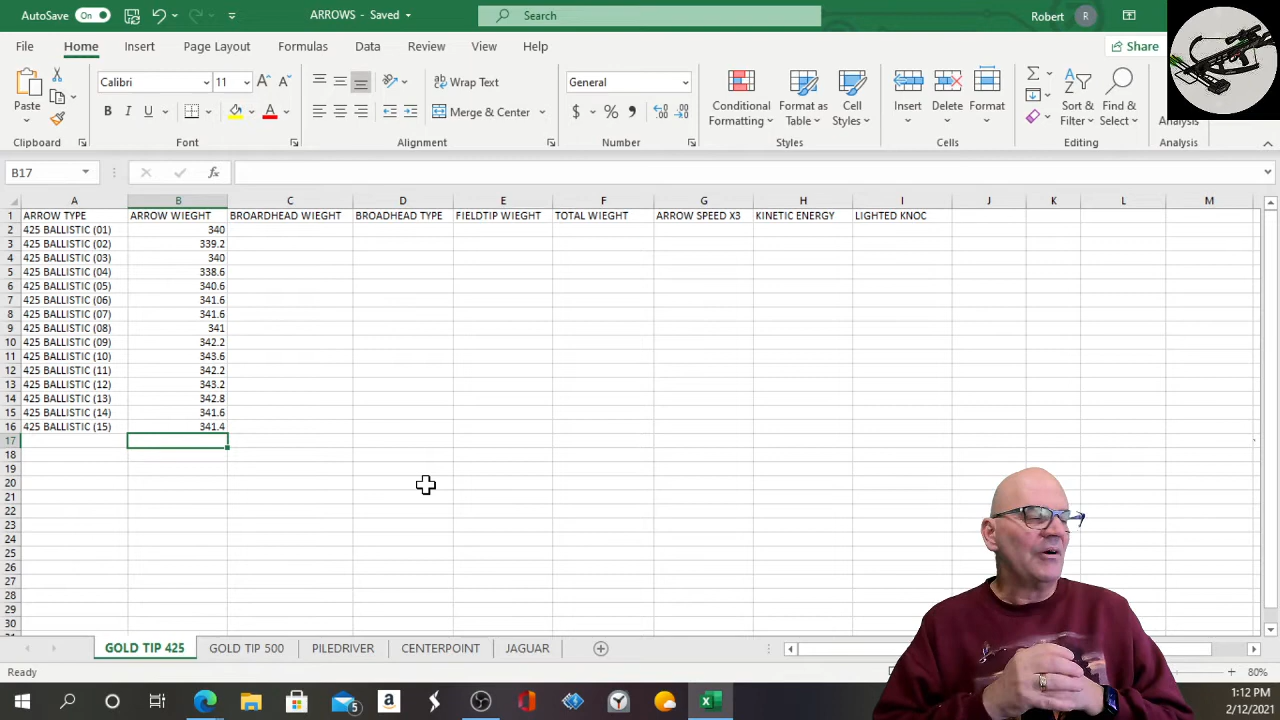 AutoSave On ARROWS - Saved Search Robert R
File Home Insert Page Layout Formulas Data Review View Help Share
Paste Calibri 11 Wrap Text General Conditional Format as Cell Insert Delete Format Sort & Find &
B I U A Merge & Center $ % Formatting Table Styles Filter Select Analysis
Clipboard Font Alignment Number Styles Cells Editing Analysis
B17 fx
A B C D E F G H I J K L M
1 ARROW TYPE ARROW WIEGHT BROARDHEAD WIEGHT BROADHEAD TYPE FIELDTIP WIEGHT TOTAL WIEGHT ARROW SPEED X3 KINETIC ENERGY LIGHTED KNOC
2 425 BALLISTIC (01) 340
3 425 BALLISTIC (02) 339.2
4 425 BALLISTIC (03) 340
5 425 BALLISTIC (04) 338.6
6 425 BALLISTIC (05) 340.6
7 425 BALLISTIC (06) 341.6
8 425 BALLISTIC (07) 341.6
9 425 BALLISTIC (08) 341
10 425 BALLISTIC (09) 342.2
11 425 BALLISTIC (10) 343.6
12 425 BALLISTIC (11) 342.2
13 425 BALLISTIC (12) 343.2
14 425 BALLISTIC (13) 342.8
15 425 BALLISTIC (14) 341.6
16 425 BALLISTIC (15) 341.4
17
18
19
20
21
22
23
24
25
26
27
28
29
30
GOLD TIP 425 GOLD TIP 500 PILEDRIVER CENTERPOINT JAGUAR
Ready 80%
5 a 1:12 PM
2/12/2021